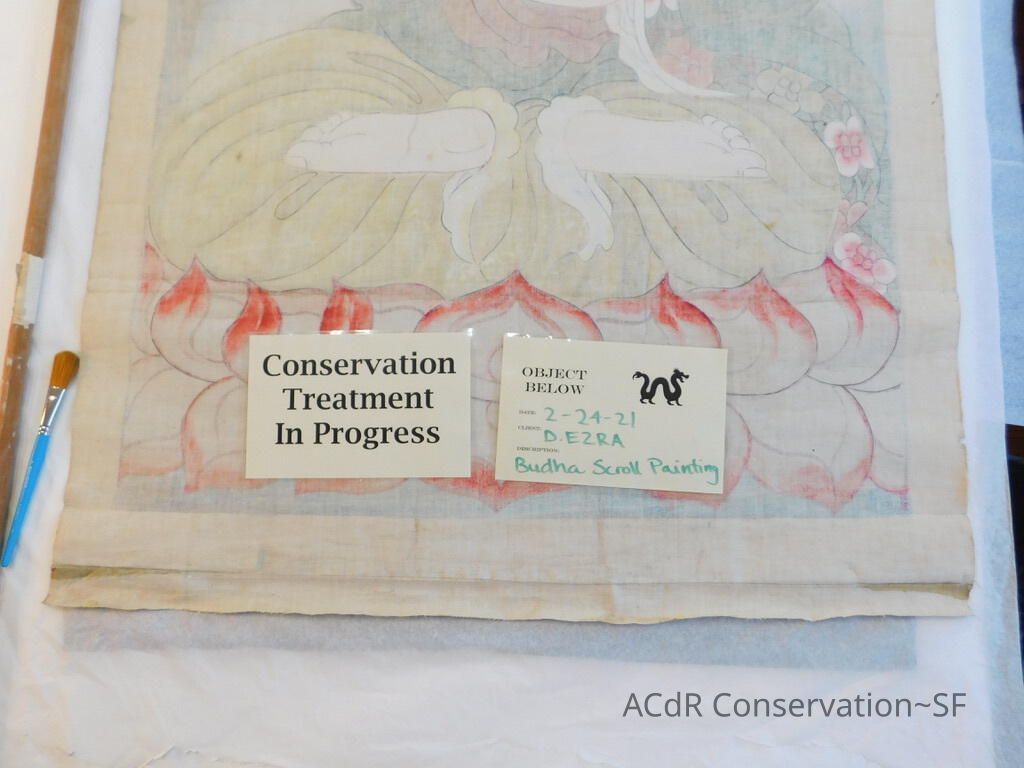 Conservation
Treatment
In Progress
OBJECT
BELOW
DATE: 2-24-21
CLIENT: D.EZRA
DESCRIPTION:
Budha Scroll Painting
ACdR Conservation~SF